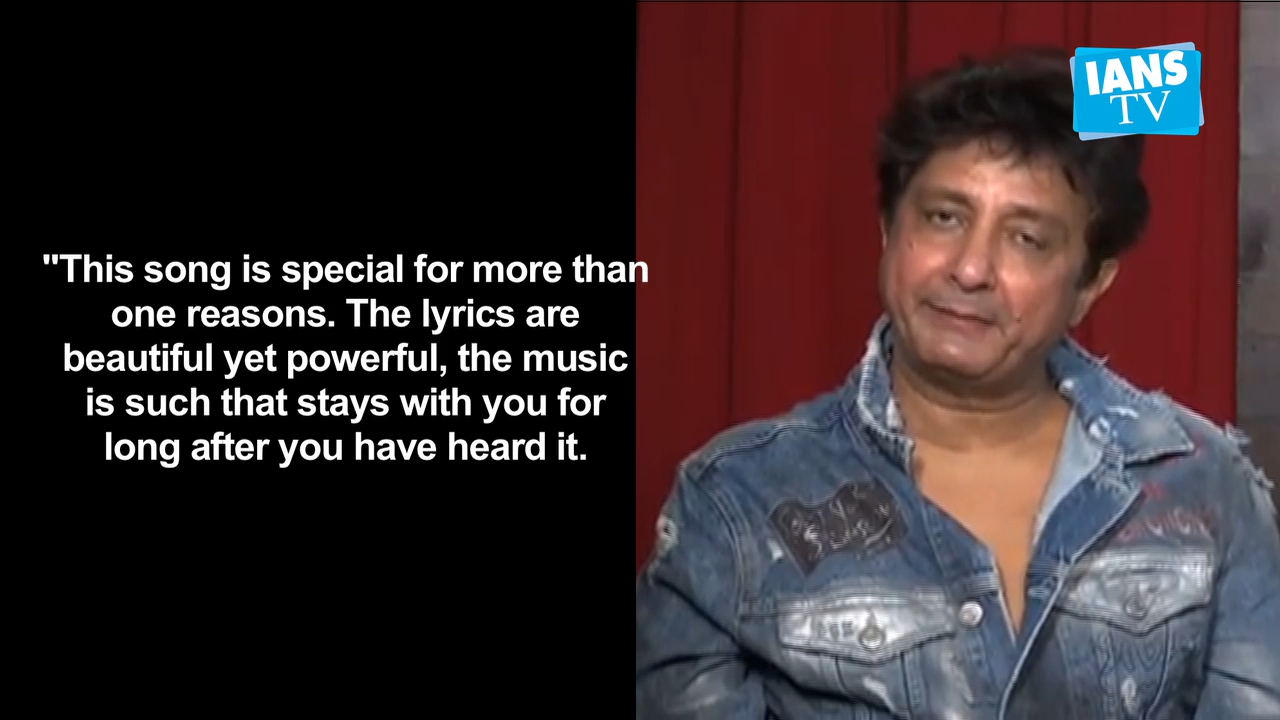 "This song is special for more than
one reasons. The lyrics are
beautiful yet powerful, the music
is such that stays with you for
long after you have heard it.
IANS
TV